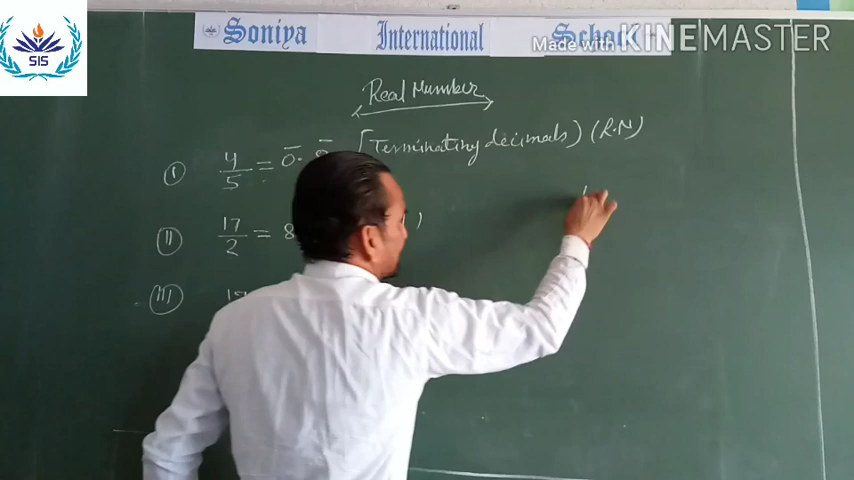 SIS
Soniya International School
Made with KINEMASTER
Real Number
I 4/5 = 0. 8 [Terminating decimals) (R.N)
II 17/2 = 8
III